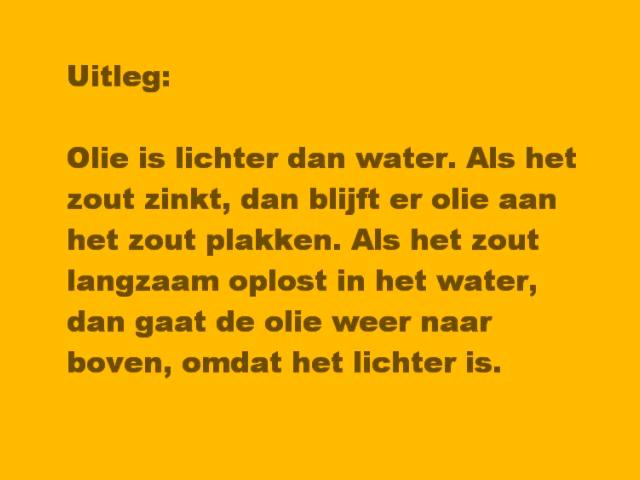 Uitleg:
Olie is lichter dan water. Als het
zout zinkt, dan blijft er olie aan
het zout plakken. Als het zout
langzaam oplost in het water,
dan gaat de olie weer naar
boven, omdat het lichter is.